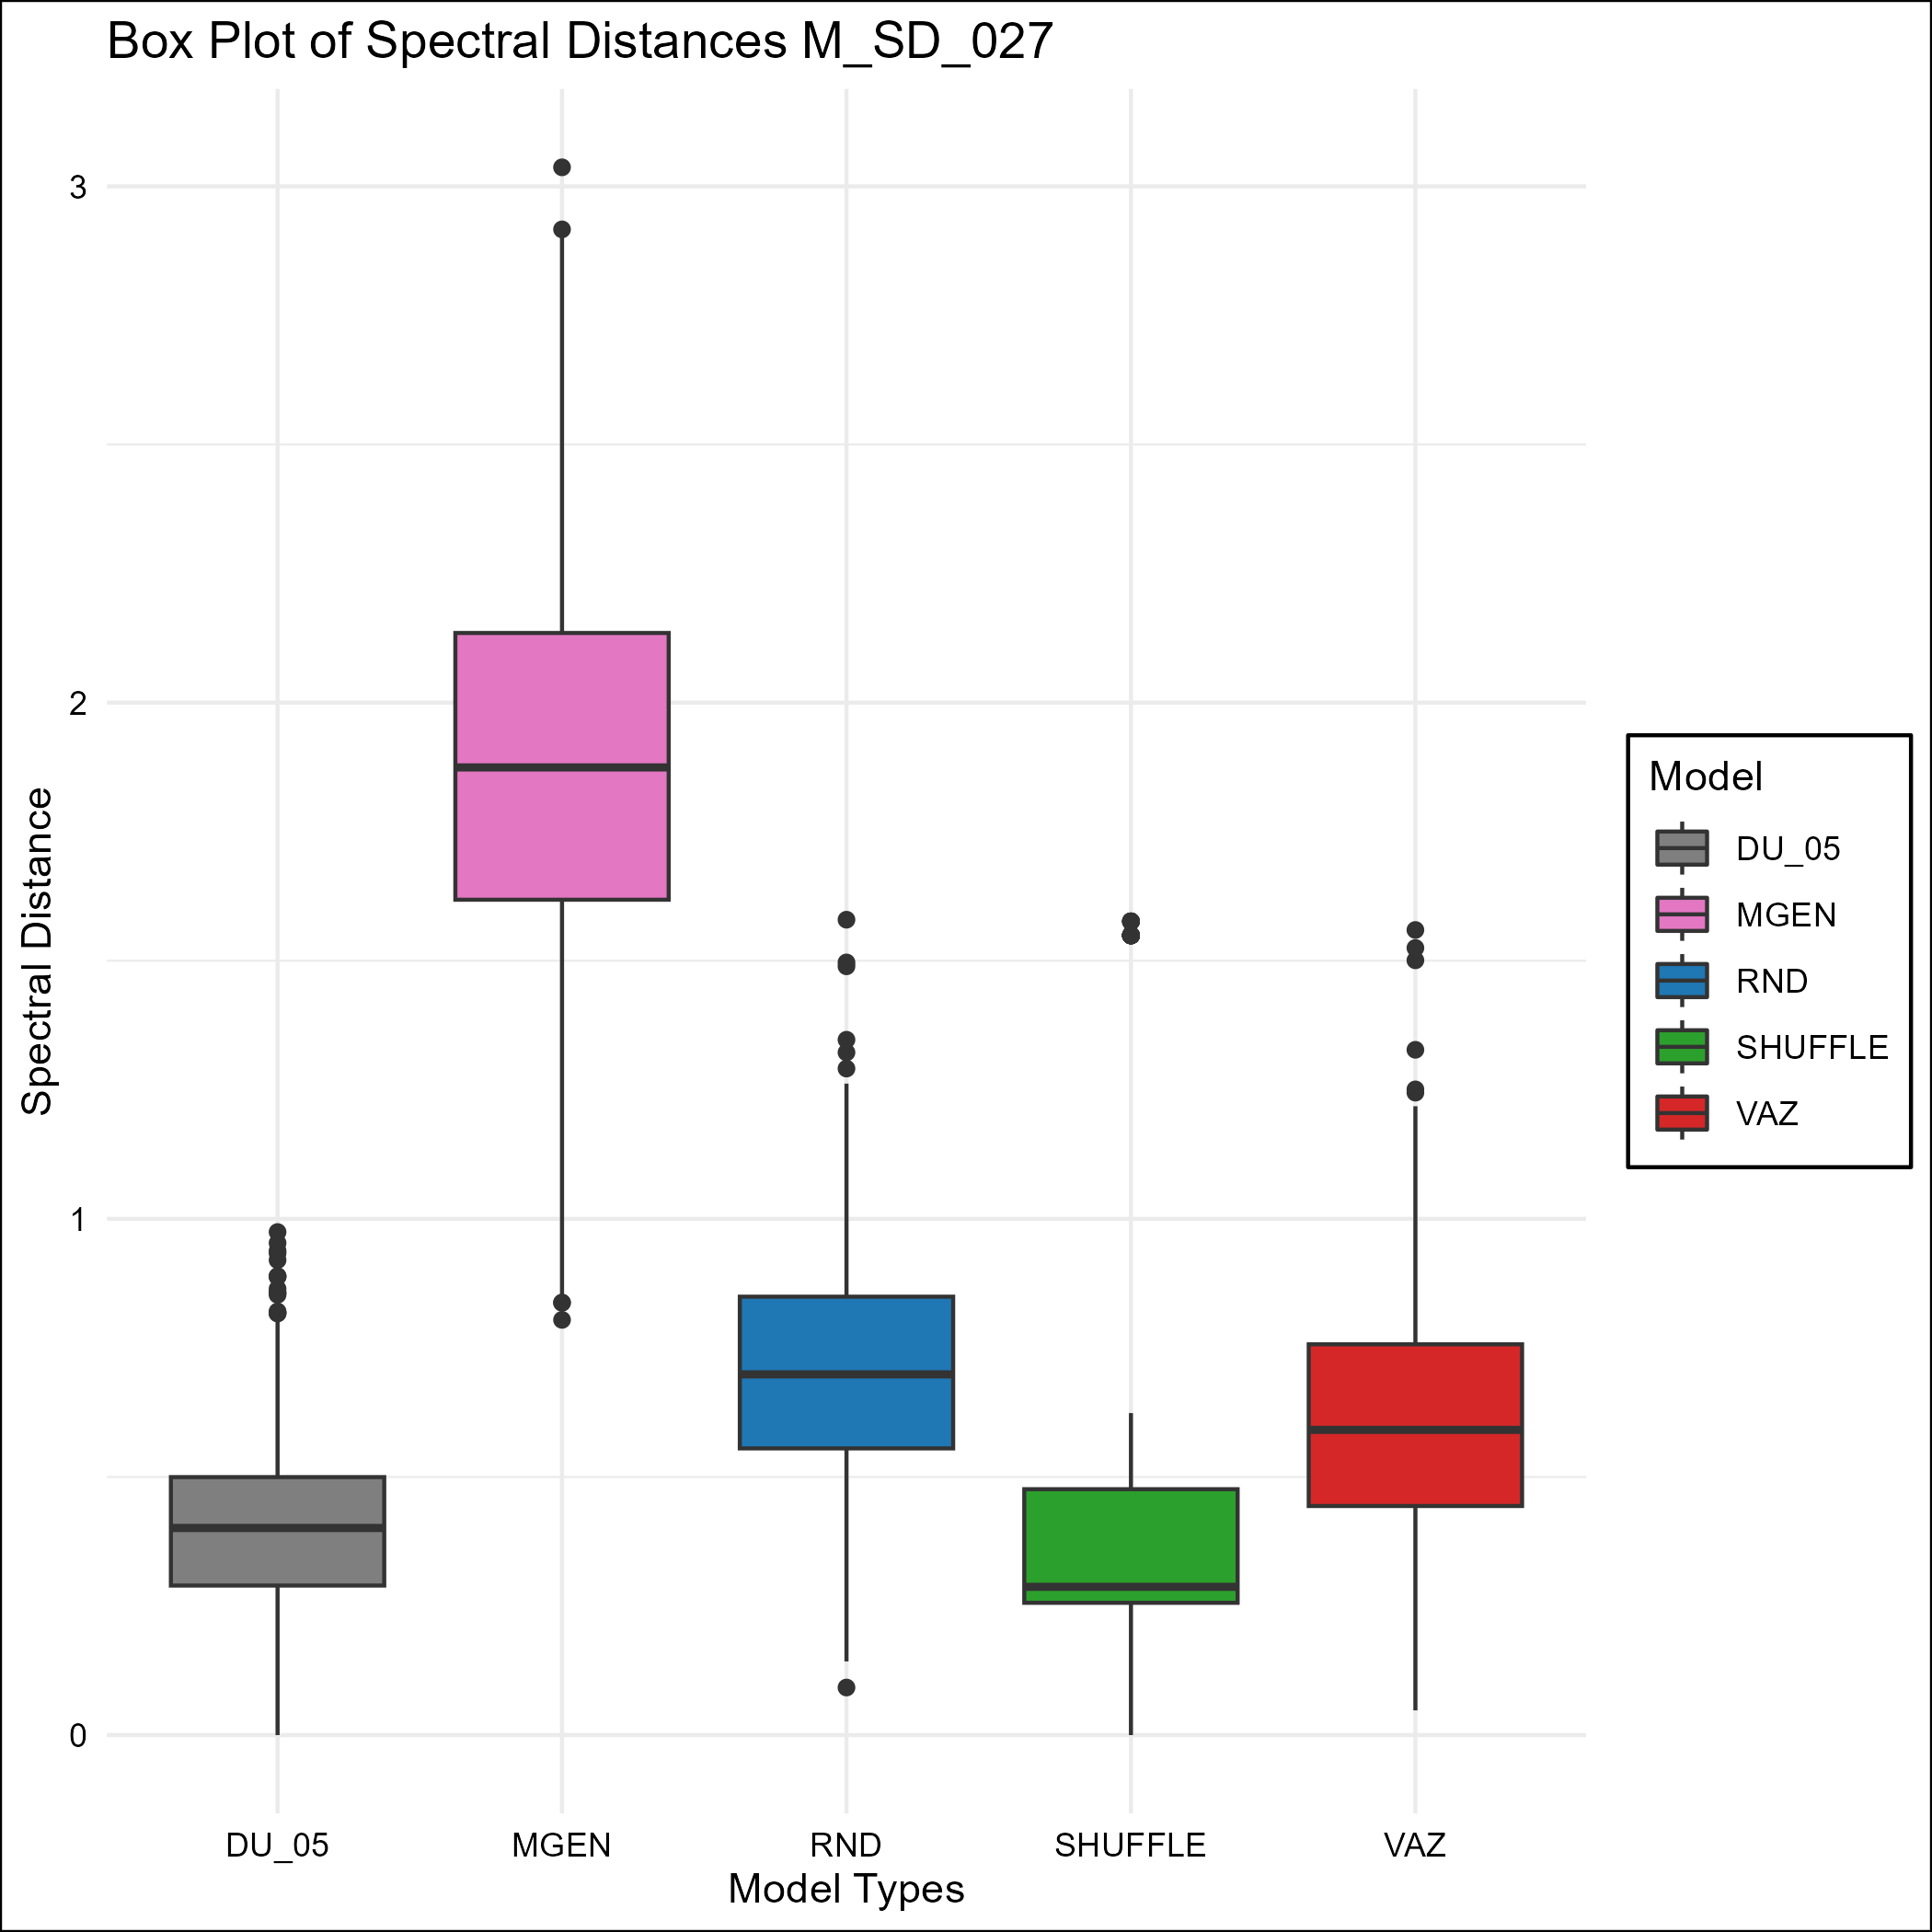 Box Plot of Spectral Distances M_SD_027
3
2
1
0
Spectral Distance
DU_05
MGEN
RND
SHUFFLE
VAZ
Model Types
Model
DU_05
MGEN
RND
SHUFFLE
VAZ